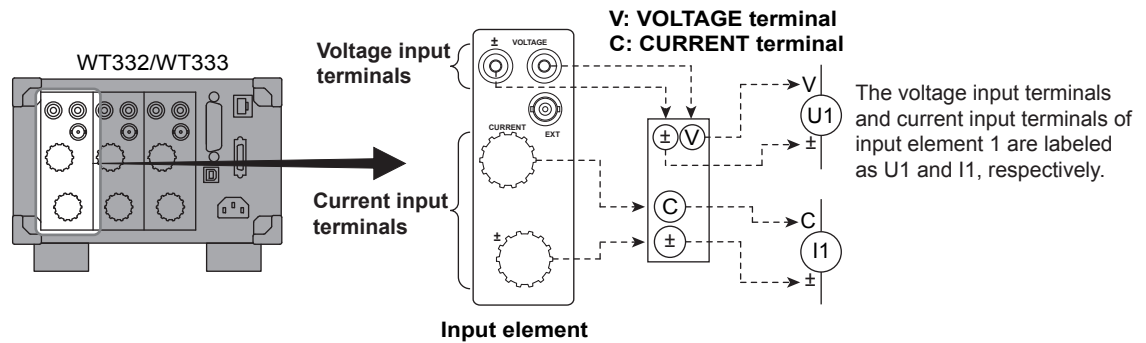 V: VOLTAGE terminal
C: CURRENT terminal
WT332/WT333
Voltage input
terminals
± VOLTAGE
EXT
CURRENT
Current input
terminals
±
Input element
± V
C
±
V
U1
±
C
I1
±
The voltage input terminals
and current input terminals of
input element 1 are labeled
as U1 and I1, respectively.